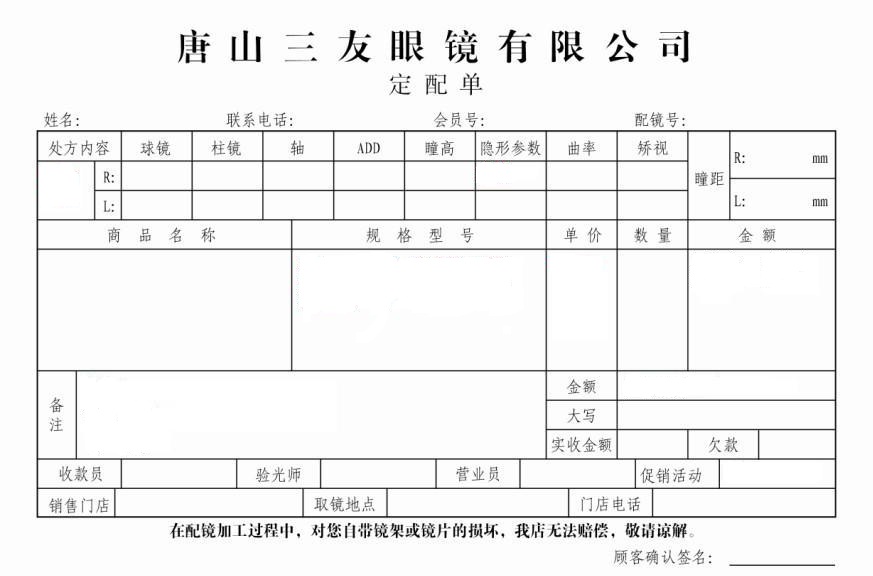 唐山三友眼镜有限公司
定配单
姓名: 联系电话: 会员号: 配镜号:
处方内容 球镜 柱镜 轴 ADD 瞳高 隐形参数 曲率 矫视 瞳距 R: mm
R:
L: L: mm
商品名称 规格型号 单价 数量 金额
备注 金额
大写
实收金额 欠款
收款员 验光师 营业员 促销活动
销售门店 取镜地点 门店电话
在配镜加工过程中，对您自带镜架或镜片的损坏，我店无法赔偿，敬请谅解。
顾客确认签名: